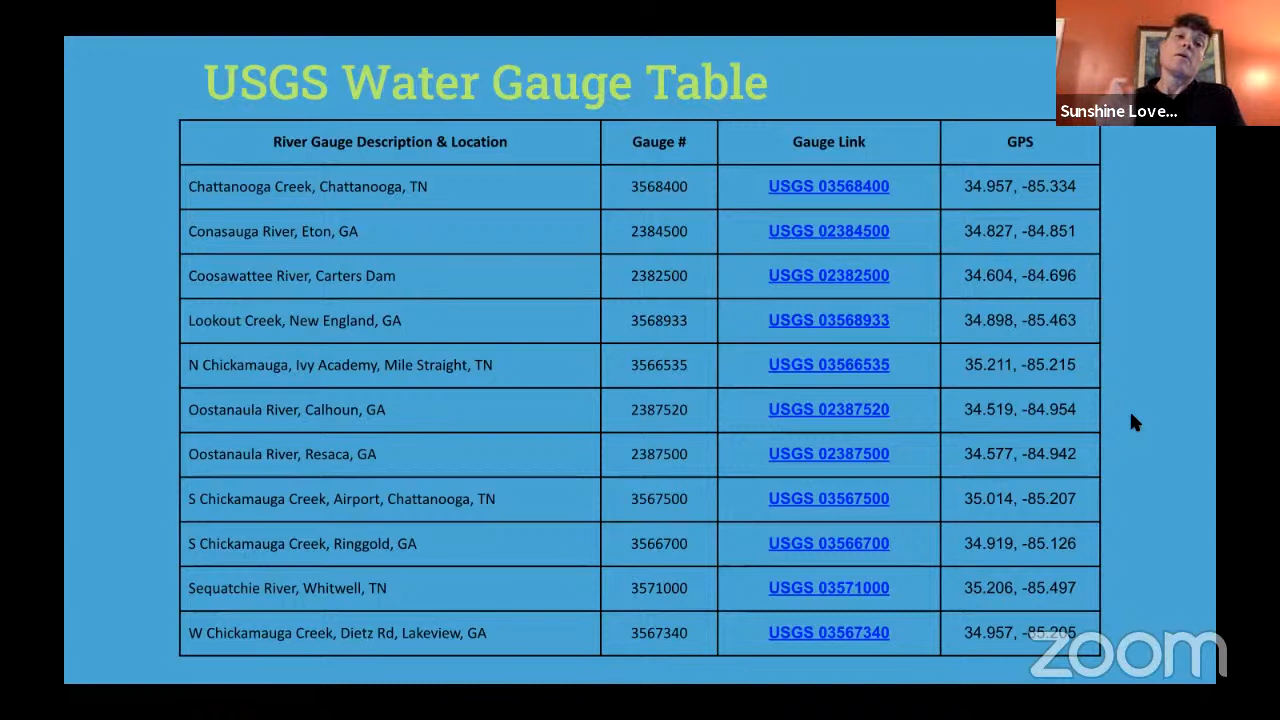 USGS Water Gauge Table
Sunshine Love...
River Gauge Description & Location Gauge # Gauge Link GPS
Chattanooga Creek, Chattanooga, TN 3568400 USGS 03568400 34.957, -85.334
Conasauga River, Eton, GA 2384500 USGS 02384500 34.827, -84.851
Coosawattee River, Carters Dam 2382500 USGS 02382500 34.604, -84.696
Lookout Creek, New England, GA 3568933 USGS 03568933 34.898, -85.463
N Chickamauga, Ivy Academy, Mile Straight, TN 3566535 USGS 03566535 35.211, -85.215
Oostanaula River, Calhoun, GA 2387520 USGS 02387520 34.519, -84.954
Oostanaula River, Resaca, GA 2387500 USGS 02387500 34.577, -84.942
S Chickamauga Creek, Airport, Chattanooga, TN 3567500 USGS 03567500 35.014, -85.207
S Chickamauga Creek, Ringgold, GA 3566700 USGS 03566700 34.919, -85.126
Sequatchie River, Whitwell, TN 3571000 USGS 03571000 35.206, -85.497
W Chickamauga Creek, Dietz Rd, Lakeview, GA 3567340 USGS 03567340 34.957, -85.205
zoom